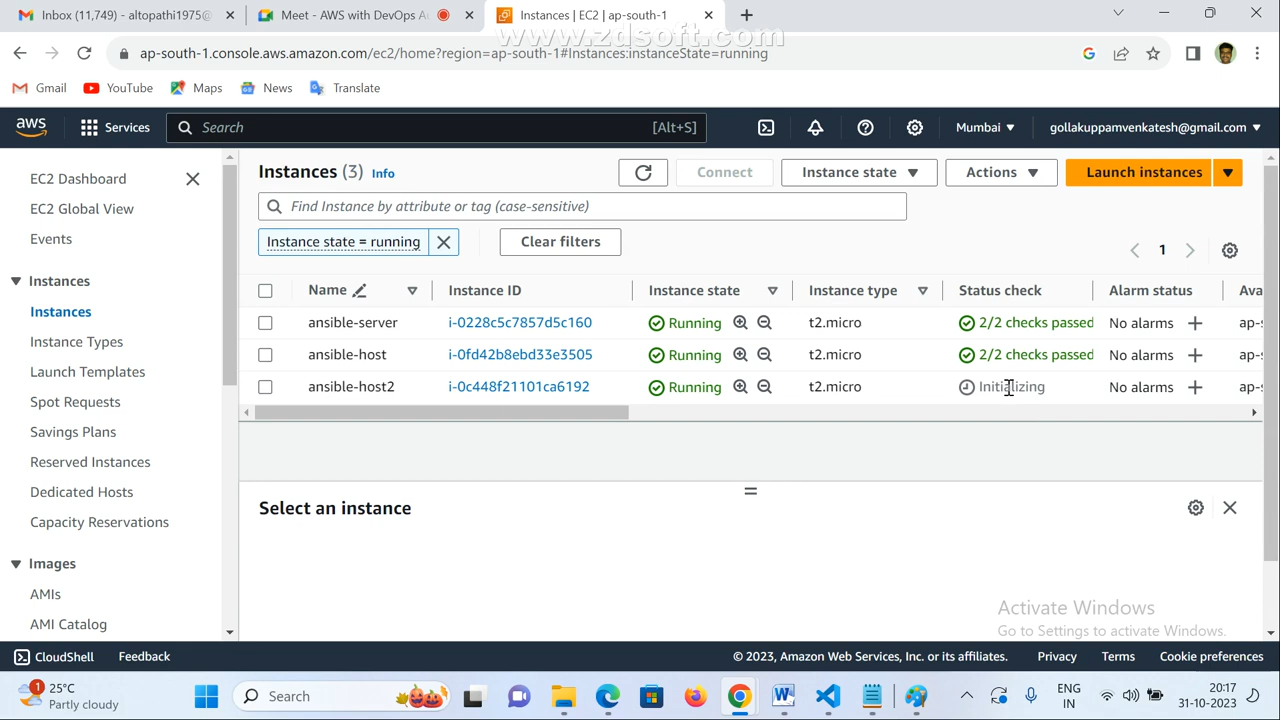 Inbox (11,749) - altopathi1975@
Meet - AWS with DevOps A
Instances | EC2 | ap-south-1
www.zdsoft.com
ap-south-1.console.aws.amazon.com/ec2/home?region=ap-south-1#Instances:instanceState=running
Gmail
YouTube
Maps
News
Translate
aws
Services
Search
[Alt+S]
Mumbai
gollakuppamvenkatesh@gmail.com
EC2 Dashboard
EC2 Global View
Events
Instances
Instances
Instance Types
Launch Templates
Spot Requests
Savings Plans
Reserved Instances
Dedicated Hosts
Capacity Reservations
Images
AMIs
AMI Catalog
Instances (3) Info
Connect
Instance state
Actions
Launch instances
Find Instance by attribute or tag (case-sensitive)
Instance state = running
Clear filters
1
Name Instance ID Instance state Instance type Status check Alarm status Ava
ansible-server i-0228c5c7857d5c160 Running t2.micro 2/2 checks passed No alarms ap-s
ansible-host i-0fd42b8ebd33e3505 Running t2.micro 2/2 checks passed No alarms ap-s
ansible-host2 i-0c448f21101ca6192 Running t2.micro Initializing No alarms ap-s
Select an instance
Activate Windows
Go to Settings to activate Windows.
CloudShell
Feedback
© 2023, Amazon Web Services, Inc. or its affiliates.
Privacy
Terms
Cookie preferences
1
25°C
Partly cloudy
Search
ENG
IN
20:17
31-10-2023